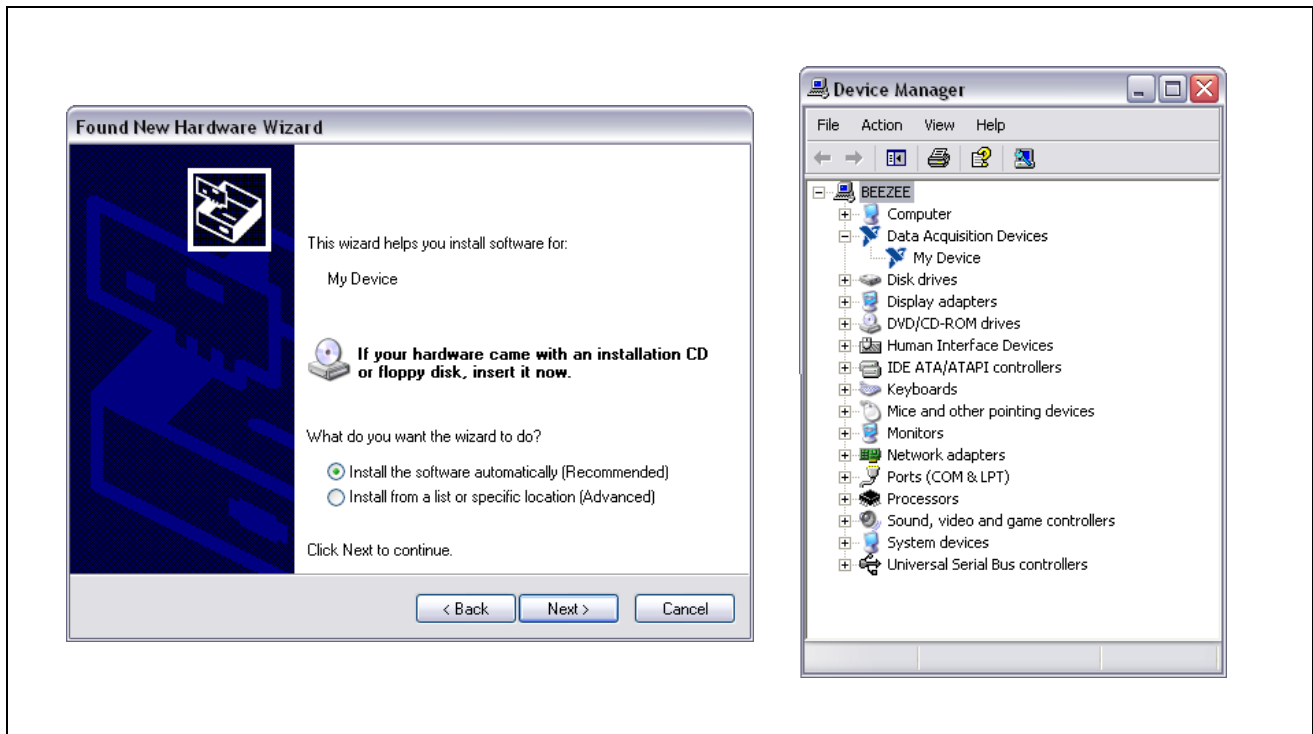 Found New Hardware Wizard
This wizard helps you install software for:
My Device
If your hardware came with an installation CD
or floppy disk, insert it now.
What do you want the wizard to do?
Install the software automatically (Recommended)
Install from a list or specific location (Advanced)
Click Next to continue.
< Back Next > Cancel
Device Manager
File Action View Help
BEEZEE
Computer
Data Acquisition Devices
My Device
Disk drives
Display adapters
DVD/CD-ROM drives
Human Interface Devices
IDE ATA/ATAPI controllers
Keyboards
Mice and other pointing devices
Monitors
Network adapters
Ports (COM & LPT)
Processors
Sound, video and game controllers
System devices
Universal Serial Bus controllers